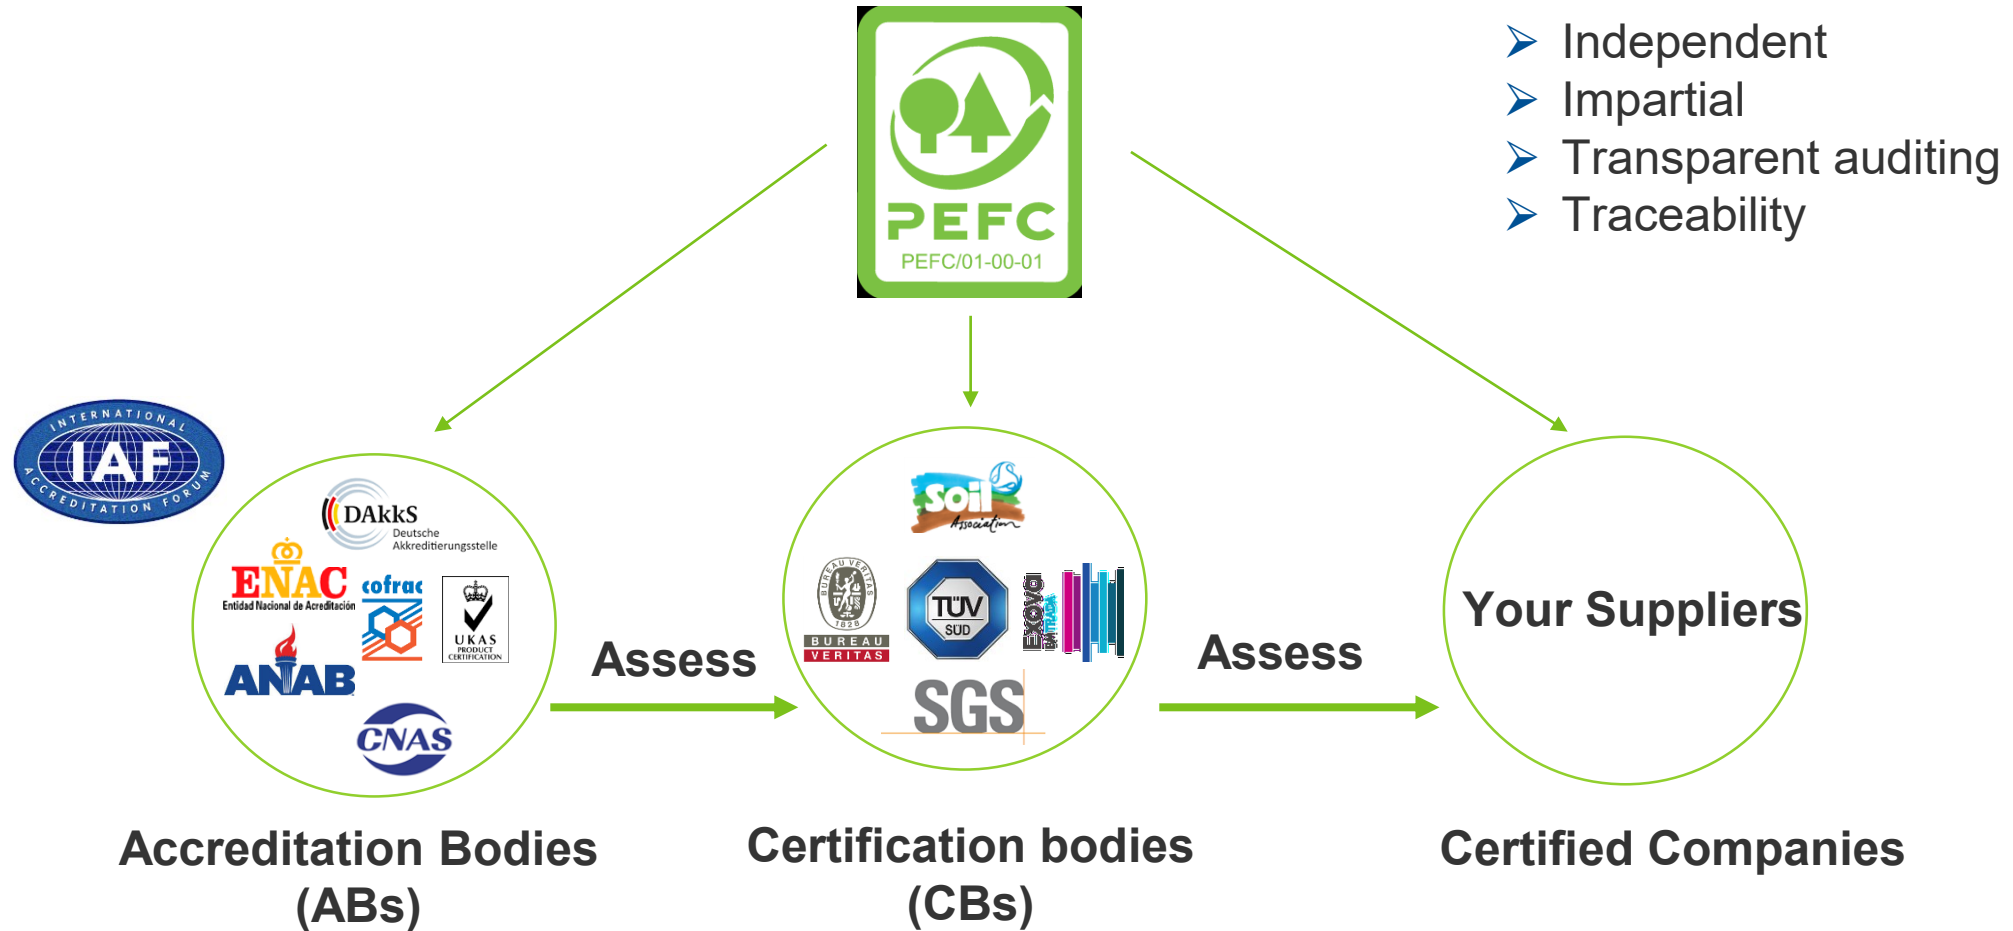 PEFC
PEFC/01-00-01
Independent
Impartial
Transparent auditing
Traceability
INTERNATIONAL
IAF
ACCREDITATION FORUM
DAkkS
Deutsche
Akkreditierungsstelle
ENAC
Entidad Nacional de Acreditación
cofrac
UKAS
PRODUCT
CERTIFICATION
ANAB
CNAS
Assess
soil
Association
BUREAU VERITAS
1828
BUREAU
VERITAS
TÜV
SÜD
EXOVA
BMTRADA
SGS
Assess
Your Suppliers
Accreditation Bodies
(ABs)
Certification bodies
(CBs)
Certified Companies